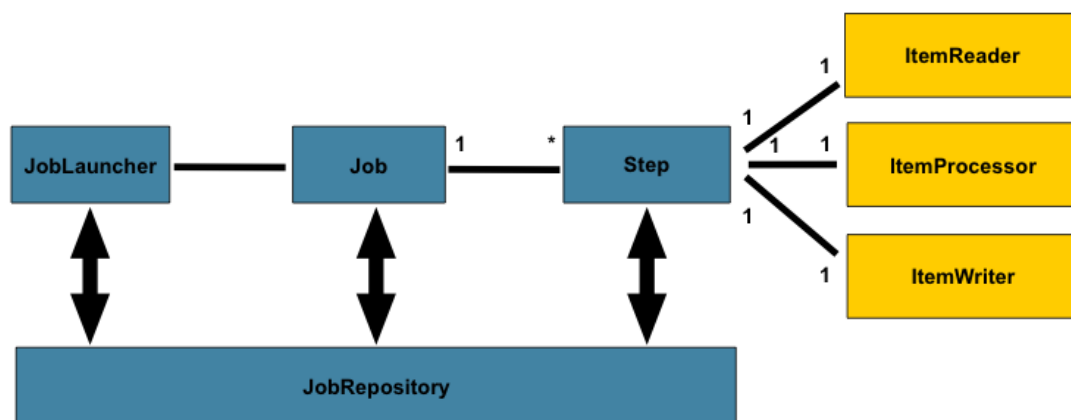 ItemReader
1
1
JobLauncher
Job
1
*
Step
1
1
ItemProcessor
1
1
ItemWriter
JobRepository